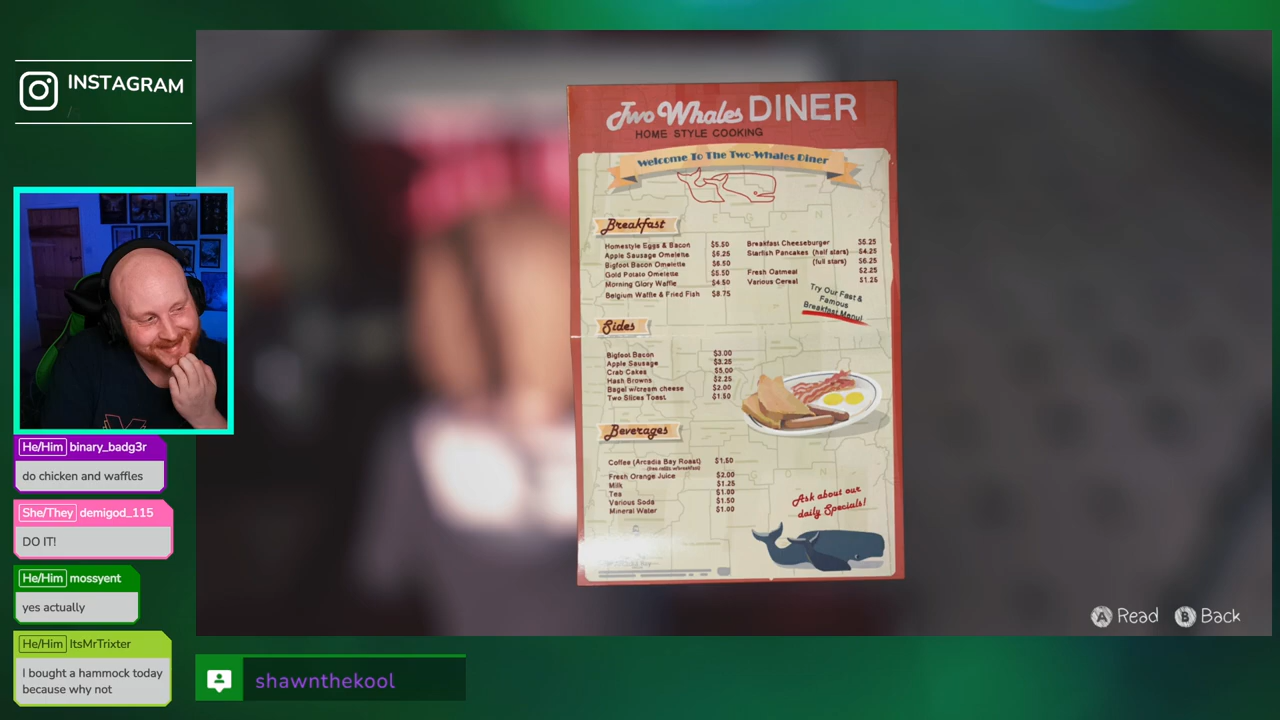 INSTAGRAM
/
He/Him binary_badg3r
do chicken and waffles
She/They demigod_115
DO IT!
He/Him mossyent
yes actually
He/Him ItsMrTrixter
I bought a hammock today
because why not
shawnthekool
Two Whales DINER
HOME STYLE COOKING
Welcome To The Two-Whales Diner
Breakfast
Homestyle Eggs & Bacon $5.50
Apple Sausage Omelette $6.25
Bigfoot Bacon Omelette $6.50
Gold Potato Omelette $5.50
Morning Glory Waffle $4.50
Belgium Waffle & Fried Fish $8.75
Breakfast Cheeseburger $5.25
Starfish Pancakes (half stars) $4.25
(full stars) $6.25
Fresh Oatmeal $2.25
Various Cereal $1.25
Try Our Fast &
Famous
Breakfast Menu!
Sides
Bigfoot Bacon $3.00
Apple Sausage $3.25
Crab Cakes $5.00
Hash Browns $2.25
Bagel w/cream cheese $2.00
Two Slices Toast $1.50
Beverages
Coffee (Arcadia Bay Roast) $1.50
(free refills w/breakfast)
Fresh Orange Juice $2.00
Milk $1.25
Tea $1.00
Various Soda $1.50
Mineral Water $1.00
Ask about our
daily Specials!
A Read B Back